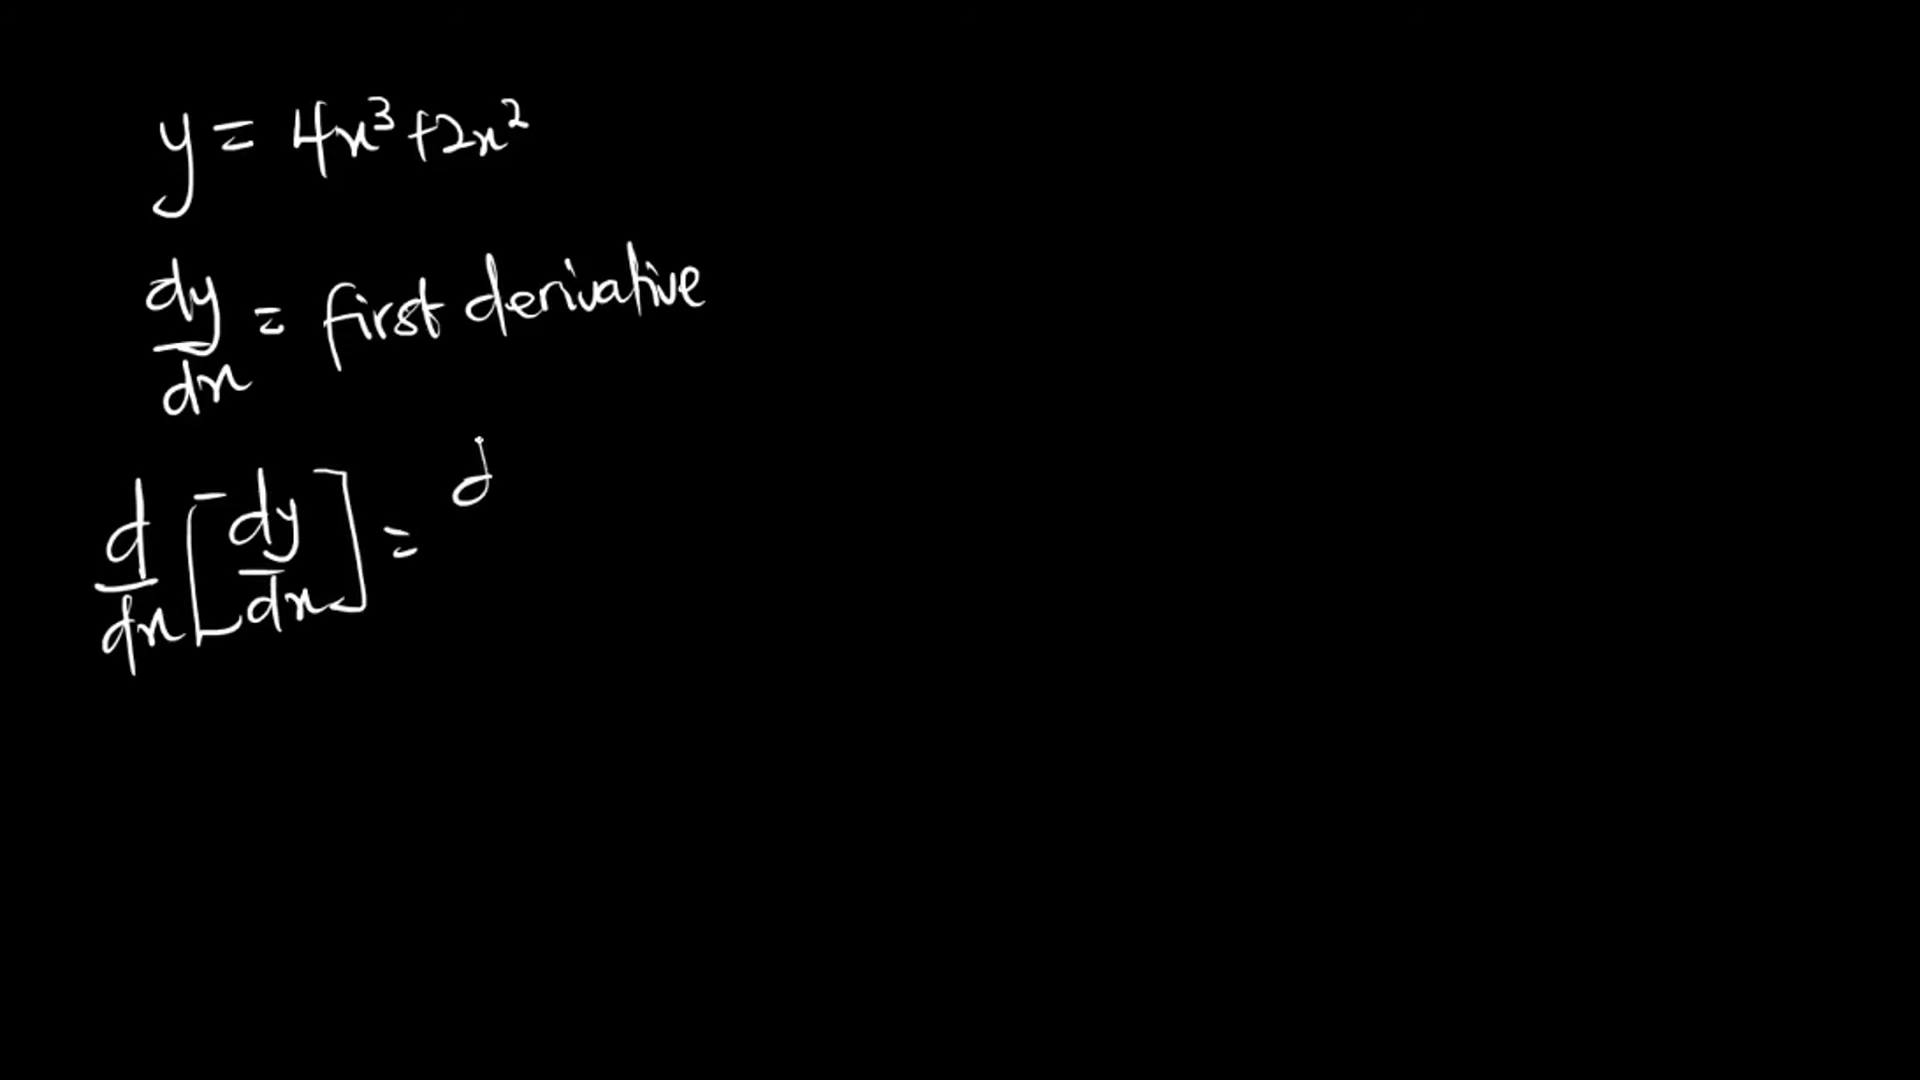 y = 4x³ + 2x²
dy/dx = first derivative
d/dx [dy/dx] = d